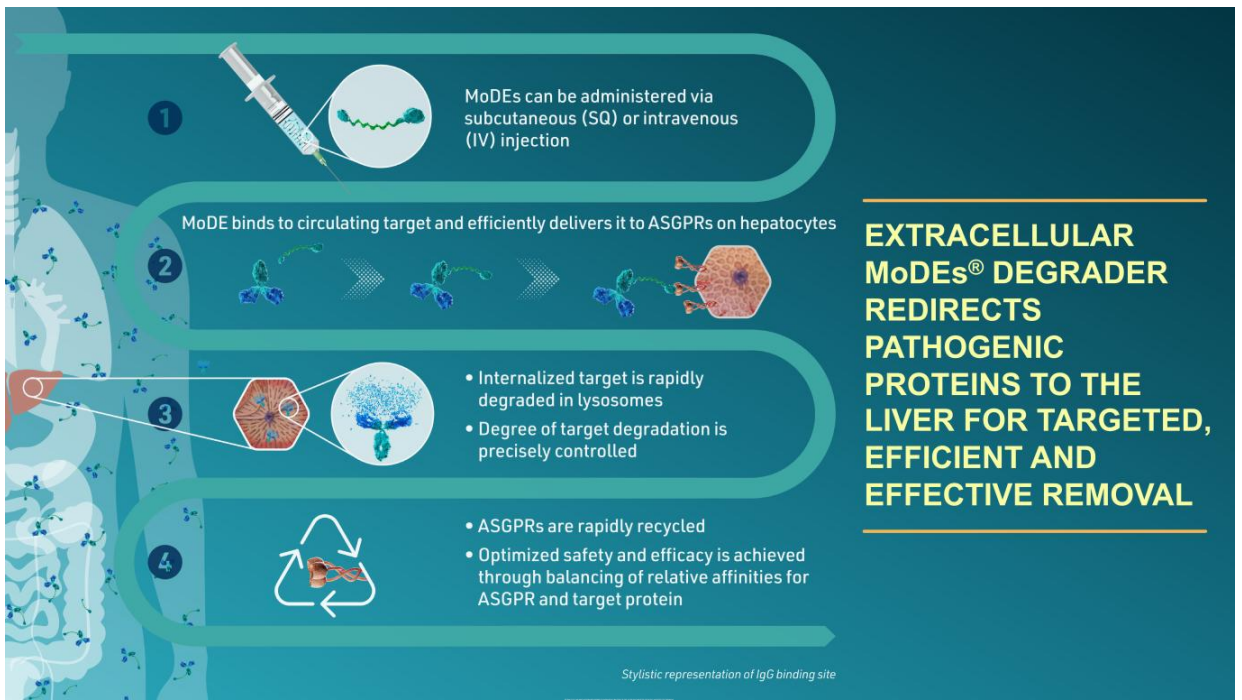 1
MoDEs can be administered via
subcutaneous (SQ) or intravenous
(IV) injection
MoDE binds to circulating target and efficiently delivers it to ASGPRs on hepatocytes
2
3
• Internalized target is rapidly
degraded in lysosomes
• Degree of target degradation is
precisely controlled
4
• ASGPRs are rapidly recycled
• Optimized safety and efficacy is achieved
through balancing of relative affinities for
ASGPR and target protein
Stylistic representation of IgG binding site
EXTRACELLULAR
MoDEs® DEGRADER
REDIRECTS
PATHOGENIC
PROTEINS TO THE
LIVER FOR TARGETED,
EFFICIENT AND
EFFECTIVE REMOVAL